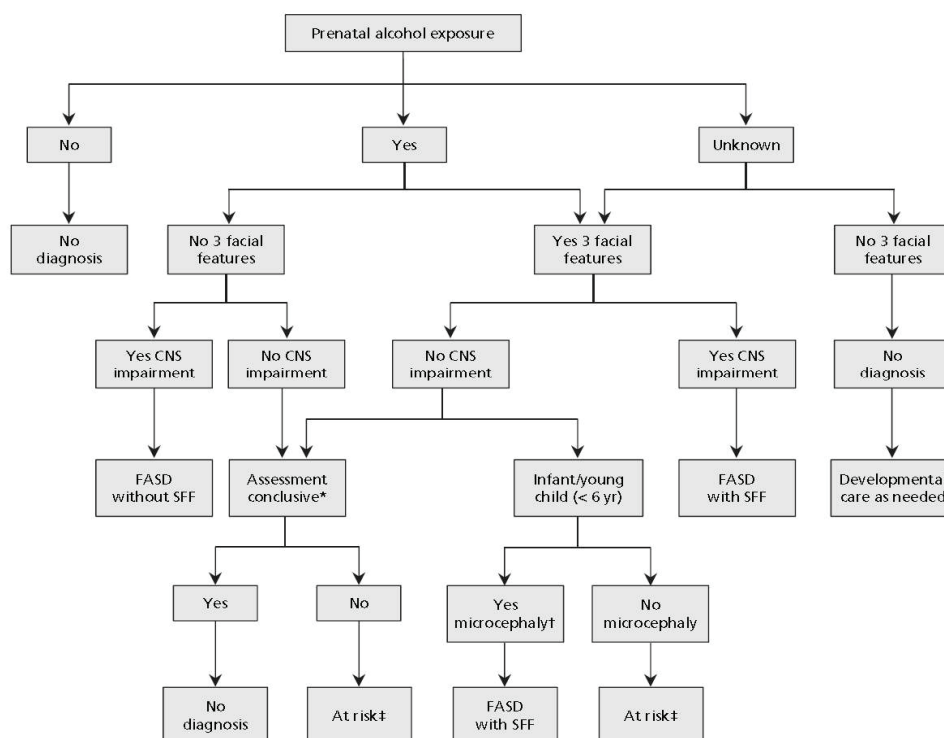 Prenatal alcohol exposure
No
Yes
Unknown
No
diagnosis
No 3 facial
features
Yes 3 facial
features
No 3 facial
features
Yes CNS
impairment
No CNS
impairment
No CNS
impairment
Yes CNS
impairment
No
diagnosis
FASD
without SFF
Assessment
conclusive*
Infant/young
child (< 6 yr)
FASD
with SFF
Developmental
care as needed
Yes
No
Yes
microcephaly†
No
microcephaly
No
diagnosis
At risk‡
FASD
with SFF
At risk‡